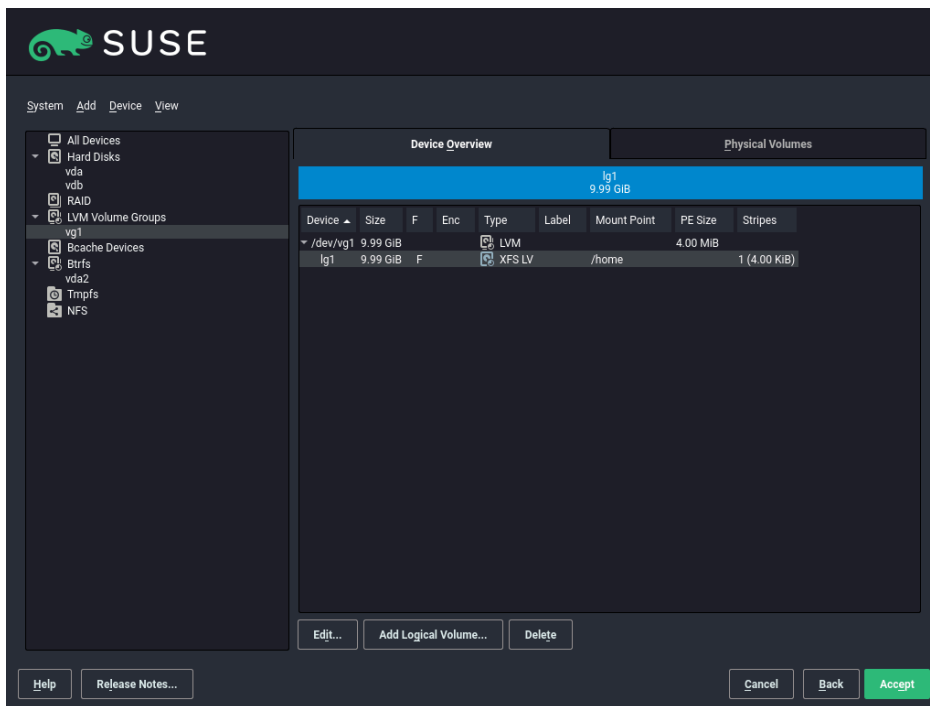 SUSE
System Add Device View
All Devices
Hard Disks
vda
vdb
RAID
LVM Volume Groups
vg1
Bcache Devices
Btrfs
vda2
Tmpfs
NFS
Device Overview
Physical Volumes
lg1
9.99 GiB
Device Size F Enc Type Label Mount Point PE Size Stripes
/dev/vg1 9.99 GiB LVM 4.00 MiB
lg1 9.99 GiB F XFS LV /home 1 (4.00 KiB)
Edit... Add Logical Volume... Delete
Help Release Notes... Cancel Back Accept